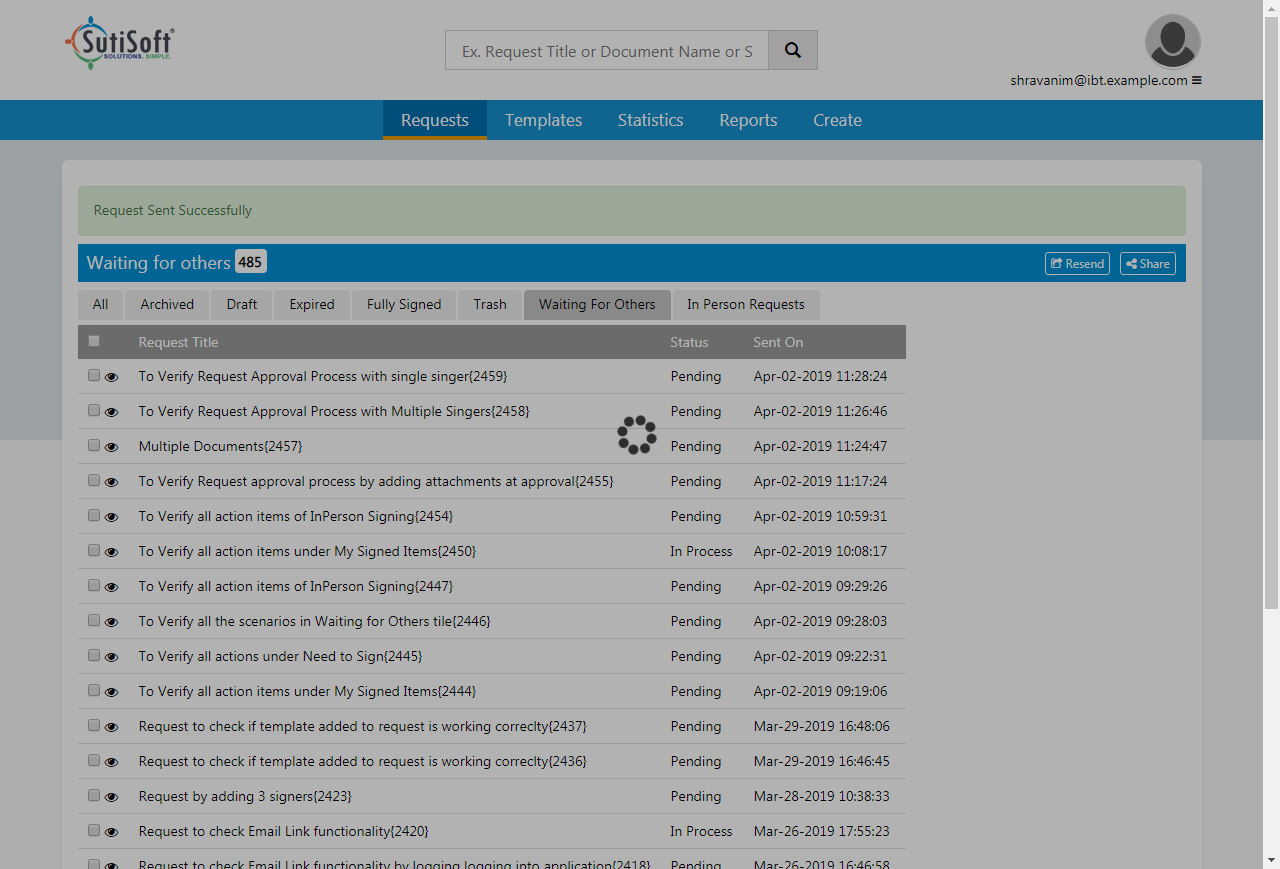 SutiSoft
SOLUTIONS. SIMPLE.
Ex. Request Title or Document Name or S
shravanim@ibt.example.com
Requests Templates Statistics Reports Create
Request Sent Successfully
Waiting for others 485 Resend Share
All Archived Draft Expired Fully Signed Trash Waiting For Others In Person Requests
Request Title Status Sent On
To Verify Request Approval Process with single singer{2459} Pending Apr-02-2019 11:28:24
To Verify Request Approval Process with Multiple Singers{2458} Pending Apr-02-2019 11:26:46
Multiple Documents{2457} Pending Apr-02-2019 11:24:47
To Verify Request approval process by adding attachments at approval{2455} Pending Apr-02-2019 11:17:24
To Verify all action items of InPerson Signing{2454} Pending Apr-02-2019 10:59:31
To Verify all action items under My Signed Items{2450} In Process Apr-02-2019 10:08:17
To Verify all action items of InPerson Signing{2447} Pending Apr-02-2019 09:29:26
To Verify all the scenarios in Waiting for Others tile{2446} Pending Apr-02-2019 09:28:03
To Verify all actions under Need to Sign{2445} Pending Apr-02-2019 09:22:31
To Verify all action items under My Signed Items{2444} Pending Apr-02-2019 09:19:06
Request to check if template added to request is working correclty{2437} Pending Mar-29-2019 16:48:06
Request to check if template added to request is working correclty{2436} Pending Mar-29-2019 16:46:45
Request by adding 3 signers{2423} Pending Mar-28-2019 10:38:33
Request to check Email Link functionality{2420} In Process Mar-26-2019 17:55:23
Request to check Email Link functionality by logging logging into application{2418} Pending Mar-26-2019 16:46:58